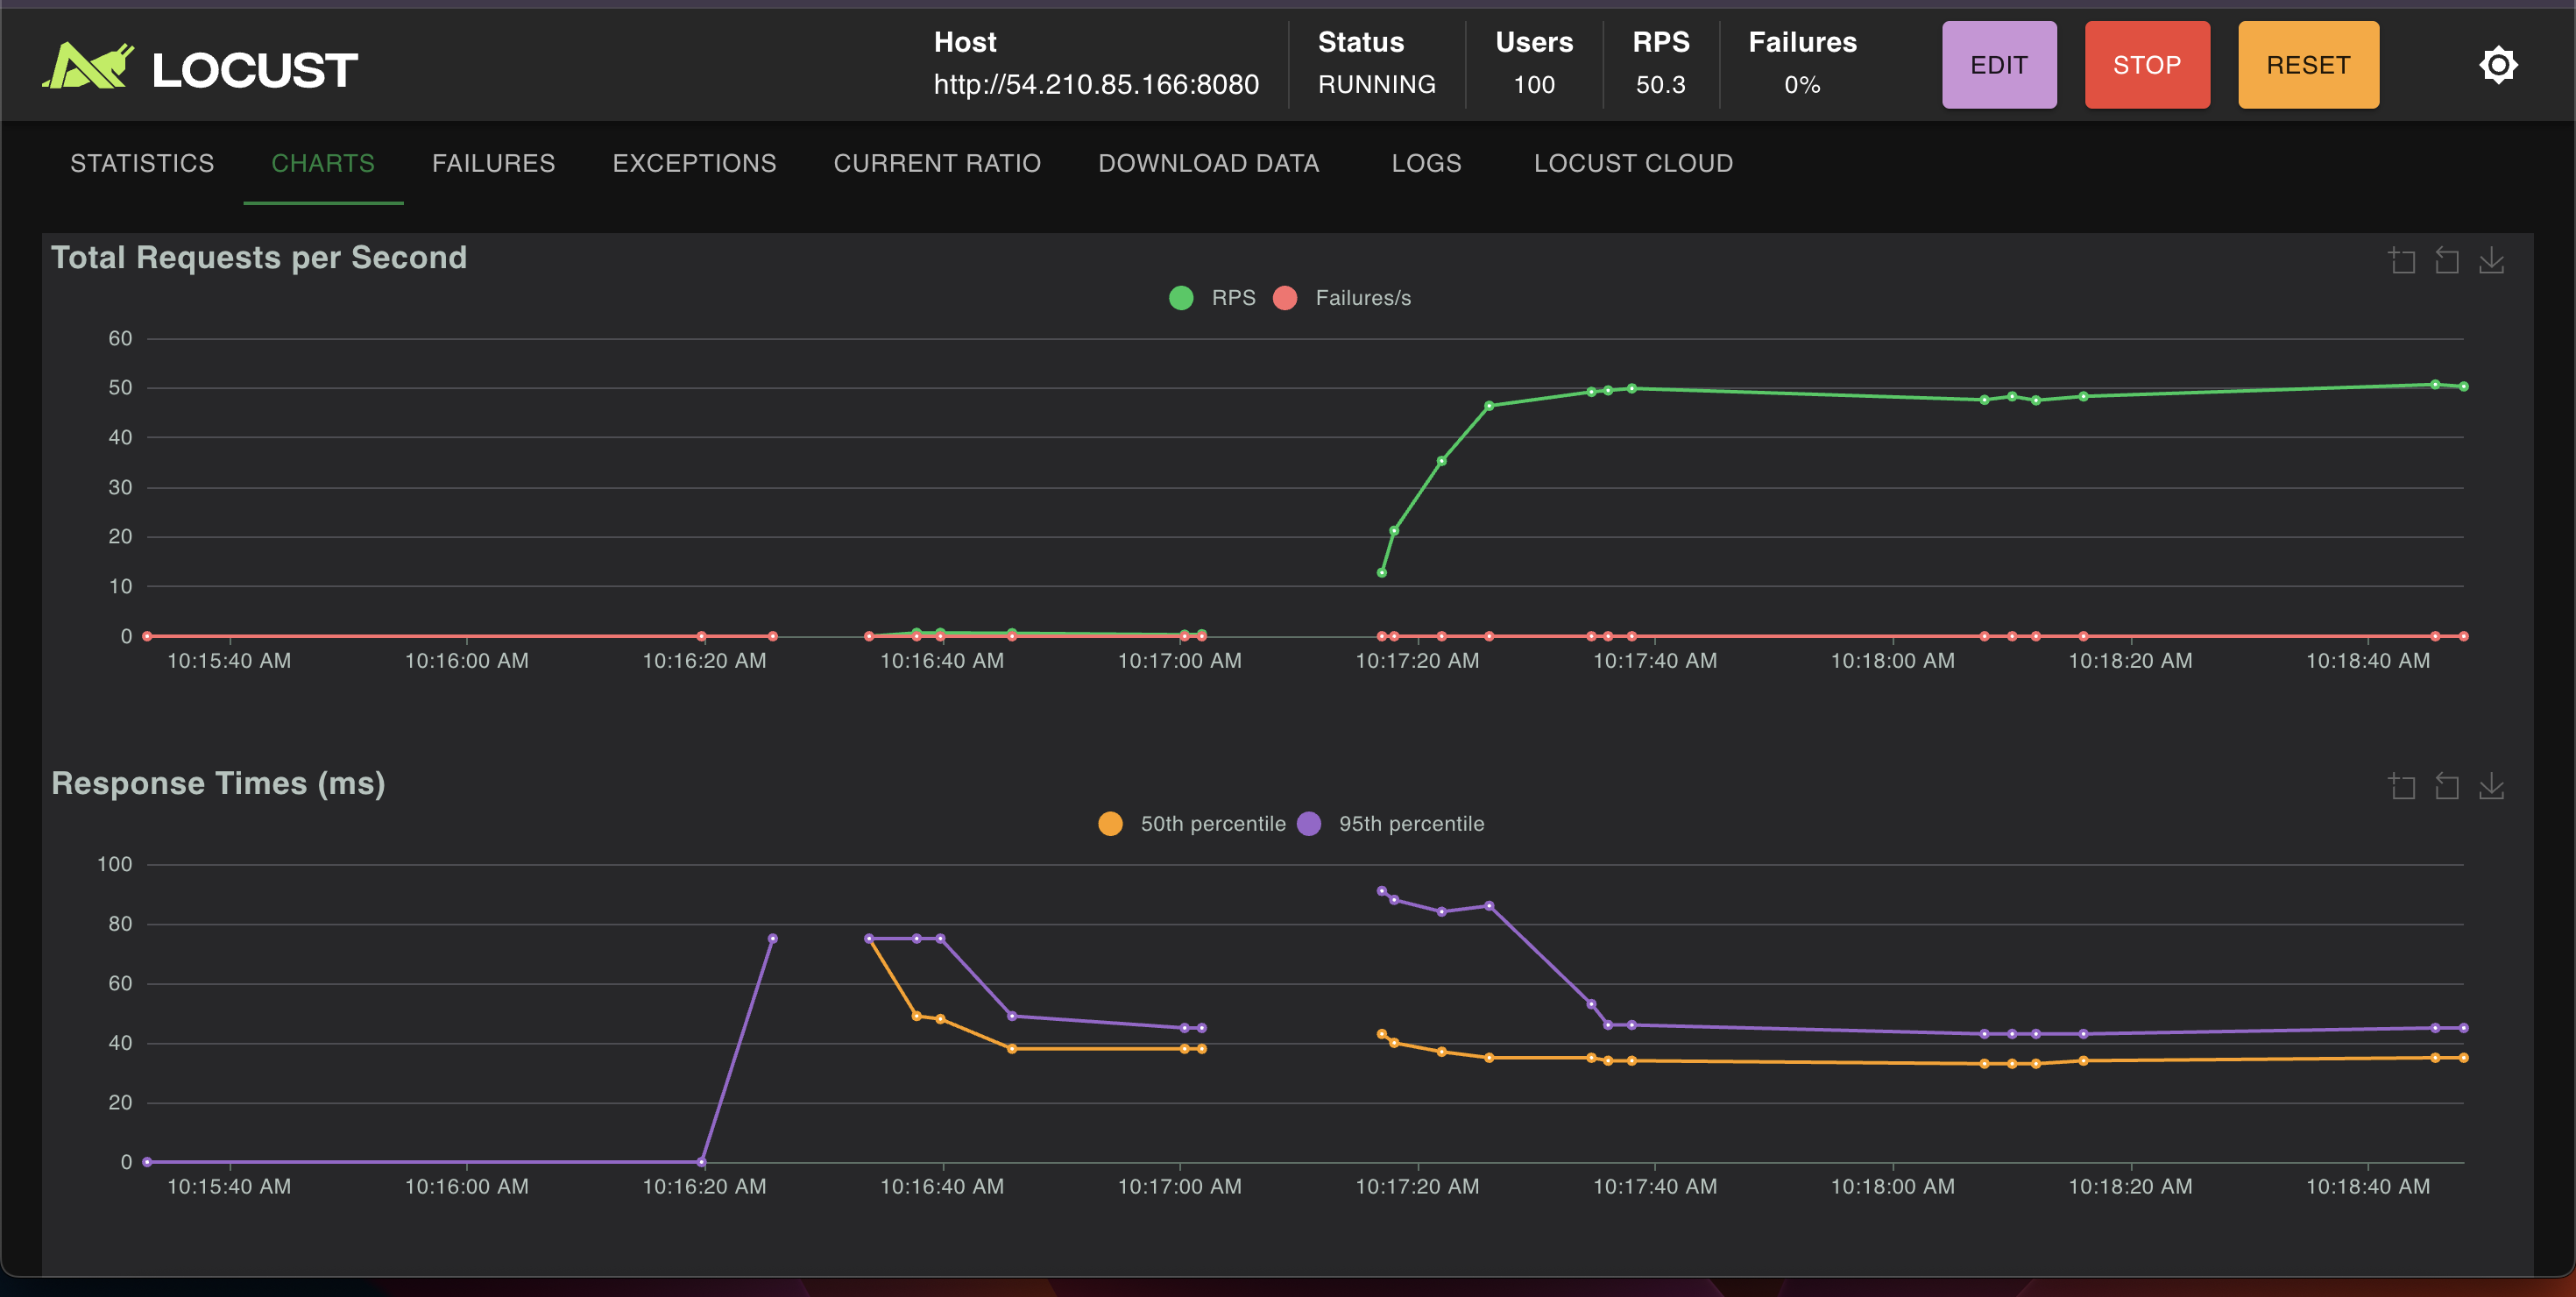 LOCUST
Host
http://54.210.85.166:8080
Status
RUNNING
Users
100
RPS
50.3
Failures
0%
EDIT
STOP
RESET
STATISTICS
CHARTS
FAILURES
EXCEPTIONS
CURRENT RATIO
DOWNLOAD DATA
LOGS
LOCUST CLOUD
Total Requests per Second
RPS
Failures/s
60
50
40
30
20
10
0
10:15:40 AM
10:16:00 AM
10:16:20 AM
10:16:40 AM
10:17:00 AM
10:17:20 AM
10:17:40 AM
10:18:00 AM
10:18:20 AM
10:18:40 AM
Response Times (ms)
50th percentile
95th percentile
100
80
60
40
20
0
10:15:40 AM
10:16:00 AM
10:16:20 AM
10:16:40 AM
10:17:00 AM
10:17:20 AM
10:17:40 AM
10:18:00 AM
10:18:20 AM
10:18:40 AM